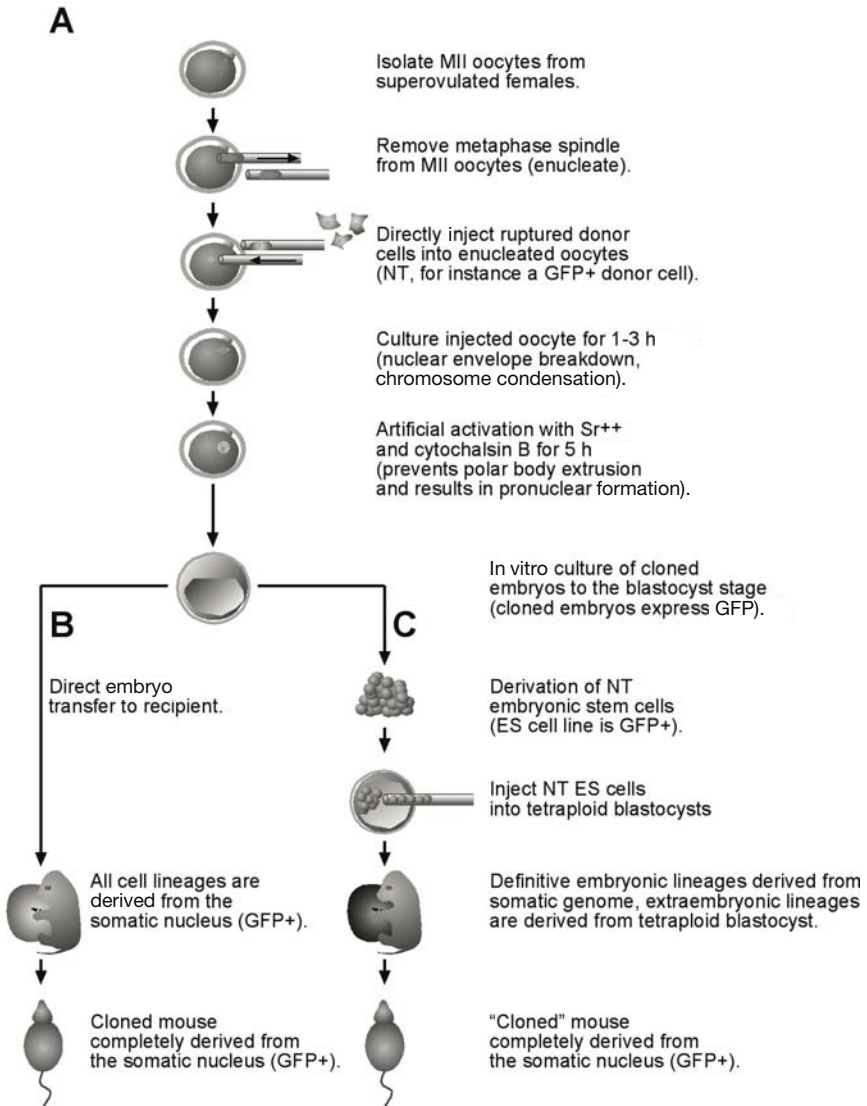 A
Isolate MII oocytes from
superovulated females.
Remove metaphase spindle
from MII oocytes (enucleate).
Directly inject ruptured donor
cells into enucleated oocytes
(NT, for instance a GFP+ donor cell).
Culture injected oocyte for 1-3 h
(nuclear envelope breakdown,
chromosome condensation).
Artificial activation with Sr++
and cytochalsin B for 5 h
(prevents polar body extrusion
and results in pronuclear formation).
In vitro culture of cloned
embryos to the blastocyst stage
(cloned embryos express GFP).
B
Direct embryo
transfer to recipient.
All cell lineages are
derived from the
somatic nucleus (GFP+).
Cloned mouse
completely derived from
the somatic nucleus (GFP+).
C
Derivation of NT
embryonic stem cells
(ES cell line is GFP+).
Inject NT ES cells
into tetraploid blastocysts
Definitive embryonic lineages derived from
somatic genome, extraembryonic lineages
are derived from tetraploid blastocyst.
“Cloned” mouse
completely derived from
the somatic nucleus (GFP+).